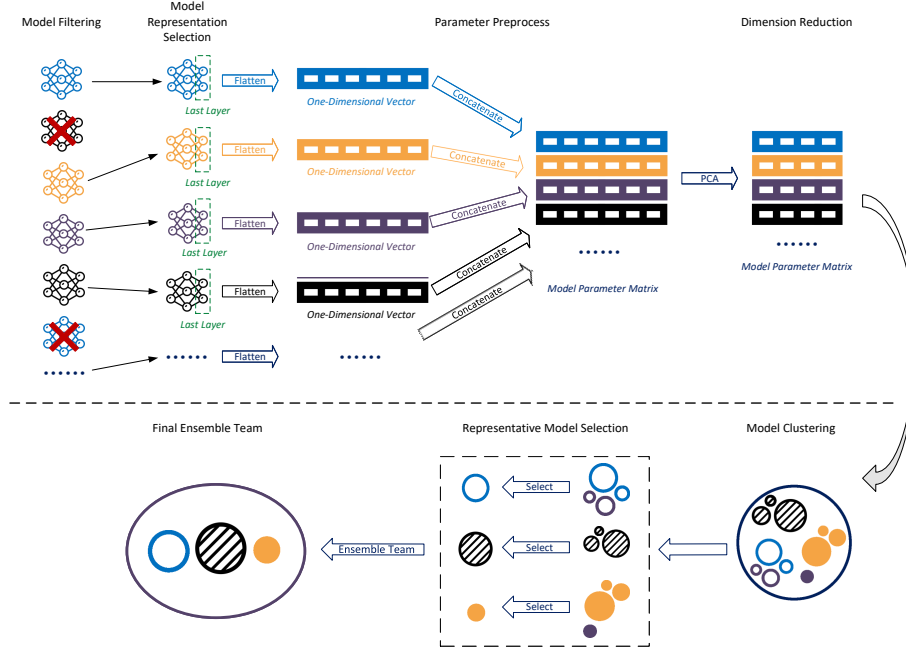 Model Filtering
Model
Representation
Selection
Parameter Preprocess
Dimension Reduction
Flatten
One-Dimensional Vector
Last Layer
Concatenate
Flatten
One-Dimensional Vector
Last Layer
Concatenate
Flatten
One-Dimensional Vector
Last Layer
Concatenate
PCA
Flatten
One-Dimensional Vector
Last Layer
Concatenate
Flatten
Concatenate
Model Parameter Matrix
Model Parameter Matrix
Final Ensemble Team
Representative Model Selection
Model Clustering
Select
Select
Select
Ensemble Team